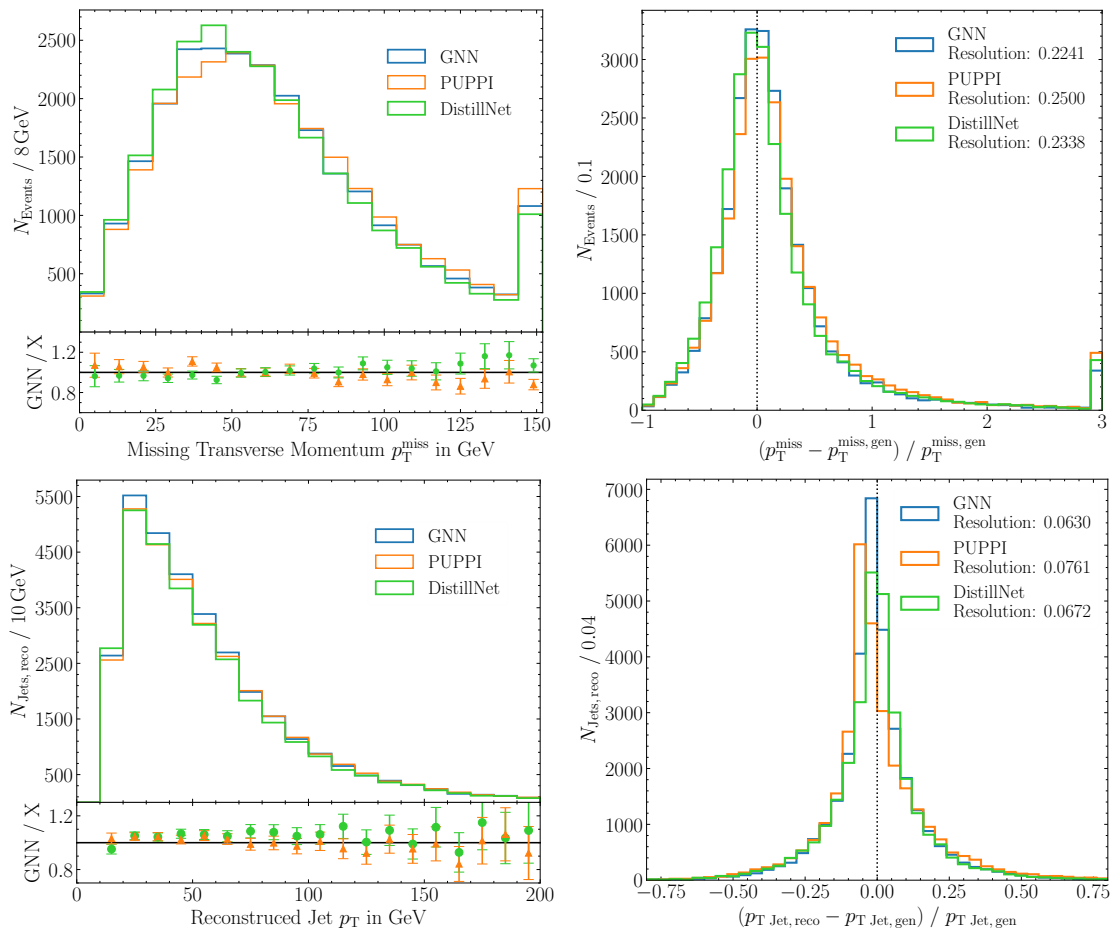 2500
2000
1500
1000
500
N_Events / 8 GeV
GNN
PUPPI
DistillNet
1.2
1.0
0.8
GNN / X
0 25 50 75 100 125 150
Missing Transverse Momentum p_T^miss in GeV
3000
2500
2000
1500
1000
500
0
N_Events / 0.1
GNN
Resolution: 0.2241
PUPPI
Resolution: 0.2500
DistillNet
Resolution: 0.2338
−1 0 1 2 3
(p_T^miss − p_T^miss,gen) / p_T^miss,gen
5500
4500
3500
2500
1500
500
N_Jets,reco / 10 GeV
GNN
PUPPI
DistillNet
1.2
1.0
0.8
GNN / X
0 50 100 150 200
Reconstruced Jet p_T in GeV
7000
6000
5000
4000
3000
2000
1000
0
N_Jets,reco / 0.04
GNN
Resolution: 0.0630
PUPPI
Resolution: 0.0761
DistillNet
Resolution: 0.0672
−0.75 −0.50 −0.25 0.00 0.25 0.50 0.75
(p_T Jet,reco − p_T Jet,gen) / p_T Jet,gen